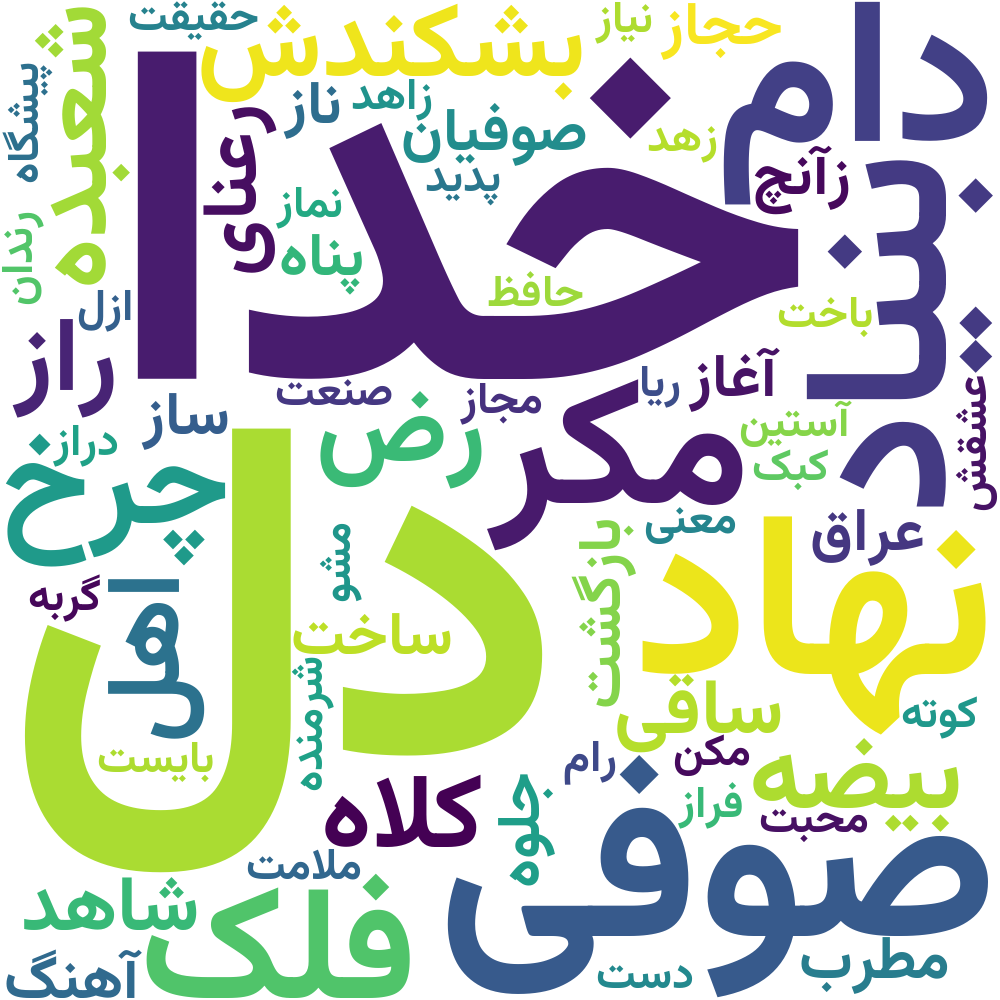 حقیقت
شعبده
بشکندش
نیاز
حجاز
دام
پیشگاه
رعنای
ناز
زاهد
صوفیان
خدا
زهد
زآنچ
بنیاد
پدید
نماز
رندان
پناه
ازل
حافظ
باخت
راز
صنعت
ساز
مجاز
ریا
آغاز
عشقش
رض
مکر
آستین
دراز
چرخ
کبک
دل
معنی
عراق
مشو
بازگشت
نهاد
گربه
اهل
ساخت
شرمنده
ساقی
کوته
بایست
رام
مکن
بیضه
کلاه
جلوه
فراز
محبت
صوفی
ملامت
شاهد
فلک
آهنگ
دست
مطرب